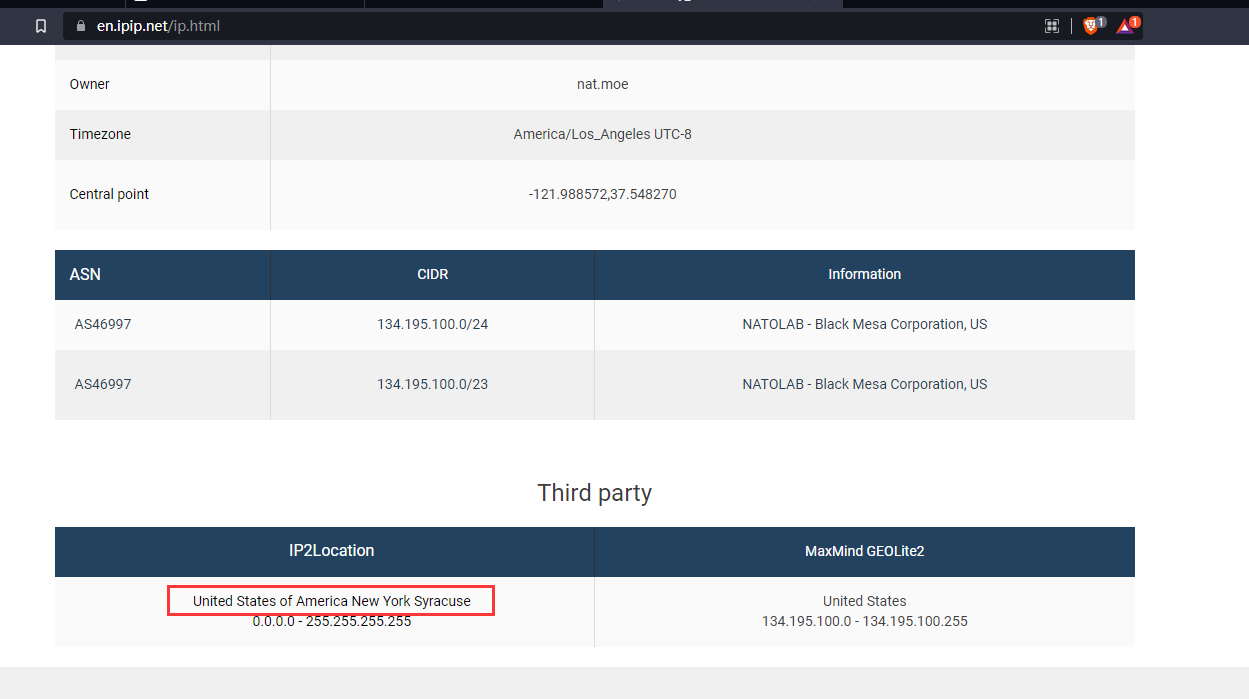 en.ipip.net/ip.html
1
1
Owner nat.moe
Timezone America/Los_Angeles UTC-8
Central point -121.988572,37.548270
ASN CIDR Information
AS46997 134.195.100.0/24 NATOLAB - Black Mesa Corporation, US
AS46997 134.195.100.0/23 NATOLAB - Black Mesa Corporation, US
Third party
IP2Location MaxMind GEOLite2
United States of America New York Syracuse United States
0.0.0.0 - 255.255.255.255 134.195.100.0 - 134.195.100.255